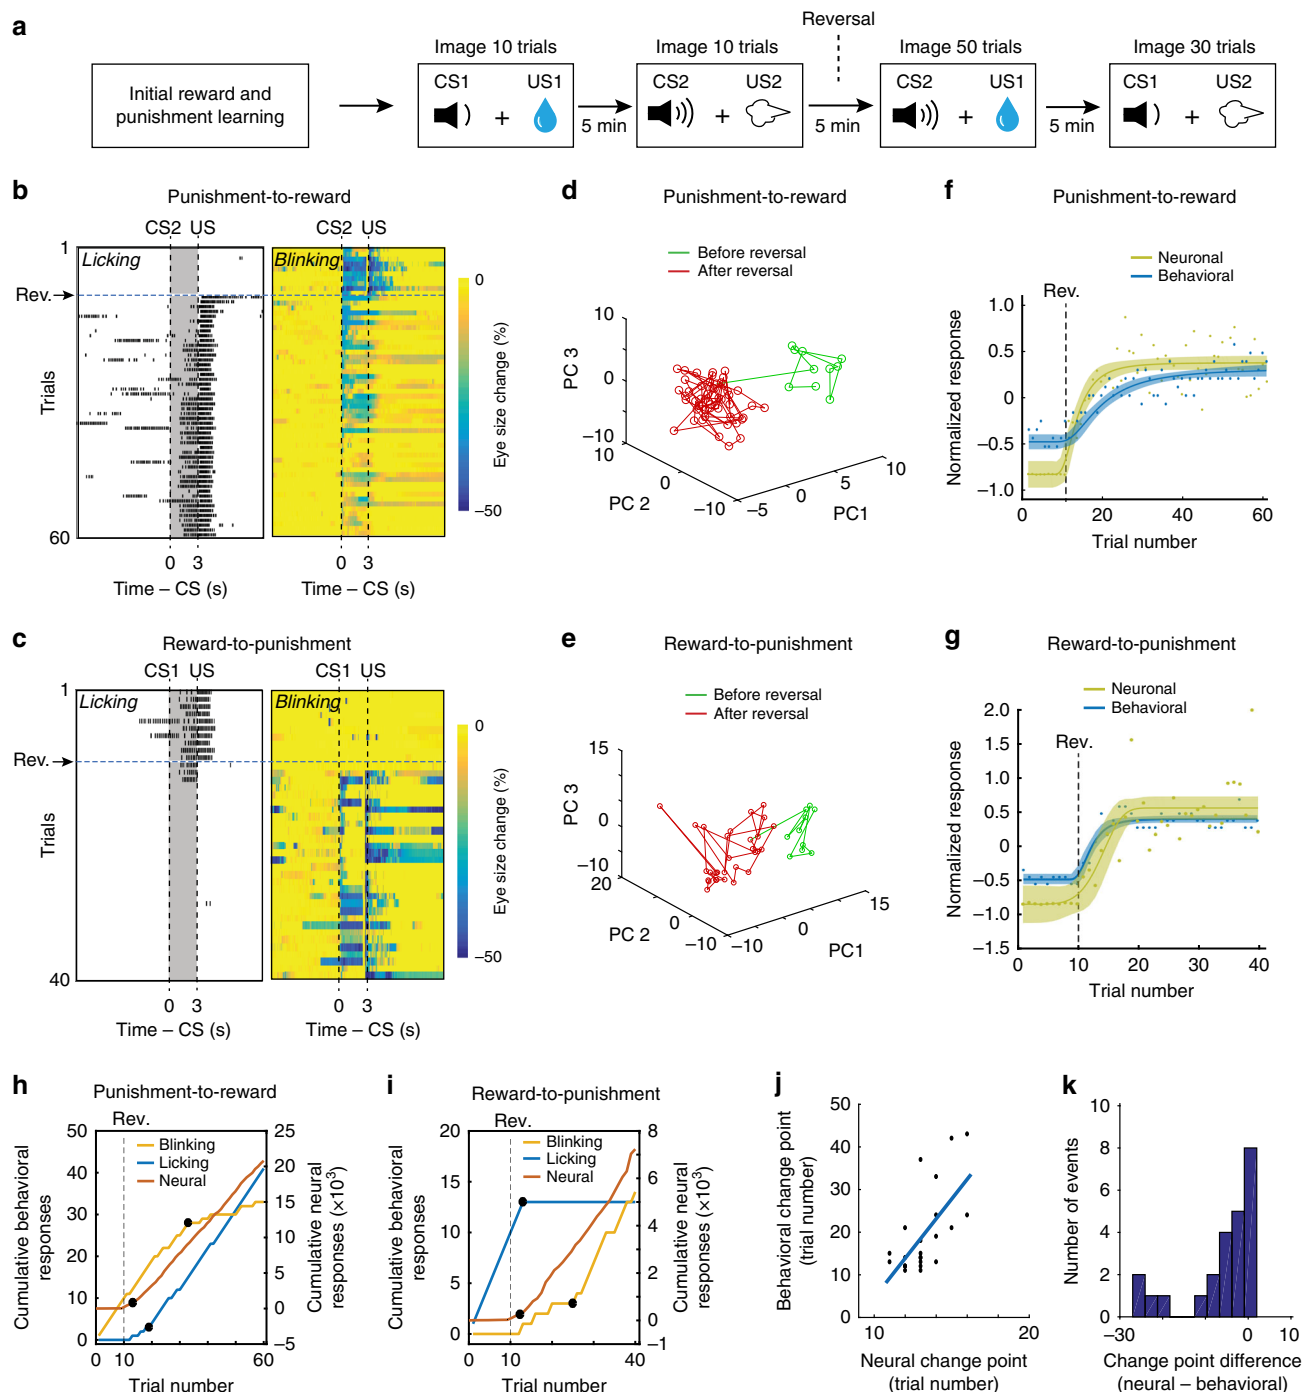 a
Reversal
Image 10 trials
Image 10 trials
Image 50 trials
Image 30 trials
Initial reward and
punishment learning
CS1 US1
+
5 min
CS2 US2
+
5 min
CS2 US1
+
5 min
CS1 US2
+
b
Punishment-to-reward
CS2 US
CS2 US
1
Licking
Blinking
Rev.
Trials
60
0 3
0 3
Time – CS (s)
Time – CS (s)
0
Eye size change (%)
–50
d
Punishment-to-reward
Before reversal
After reversal
10
PC 3
0
–10
10
PC 2
0
–10
–5
0
5
10
PC1
f
Punishment-to-reward
Neuronal
Behavioral
Rev.
1.0
0.5
0
–0.5
–1.0
Normalized response
0 20 40 60
Trial number
c
Reward-to-punishment
CS1 US
CS1 US
1
Licking
Blinking
Rev.
Trials
40
0 3
0 3
Time – CS (s)
Time – CS (s)
0
Eye size change (%)
–50
e
Reward-to-punishment
Before reversal
After reversal
15
PC 3
0
–10
20
PC 2
0
–10
–10
0
15
PC1
g
Reward-to-punishment
Neuronal
Behavioral
Rev.
2.0
1.5
1.0
0.5
0
–0.5
–1.0
–1.5
Normalized response
0 10 20 30 40
Trial number
h
Punishment-to-reward
Rev.
Blinking
Licking
Neural
50
40
30
20
10
0
Cumulative behavioral
responses
25
20
15
10
5
0
–5
Cumulative neural
responses (×10³)
0 10 60
Trial number
i
Reward-to-punishment
Rev.
Blinking
Licking
Neural
20
15
10
5
0
Cumulative behavioral
responses
8
6
4
2
0
–1
Cumulative neural
responses (×10³)
0 10 40
Trial number
j
50
40
30
20
10
0
Behavioral change point
(trial number)
10 20
Neural change point
(trial number)
k
10
8
6
4
2
0
Number of events
–30 0 10
Change point difference
(neural – behavioral)